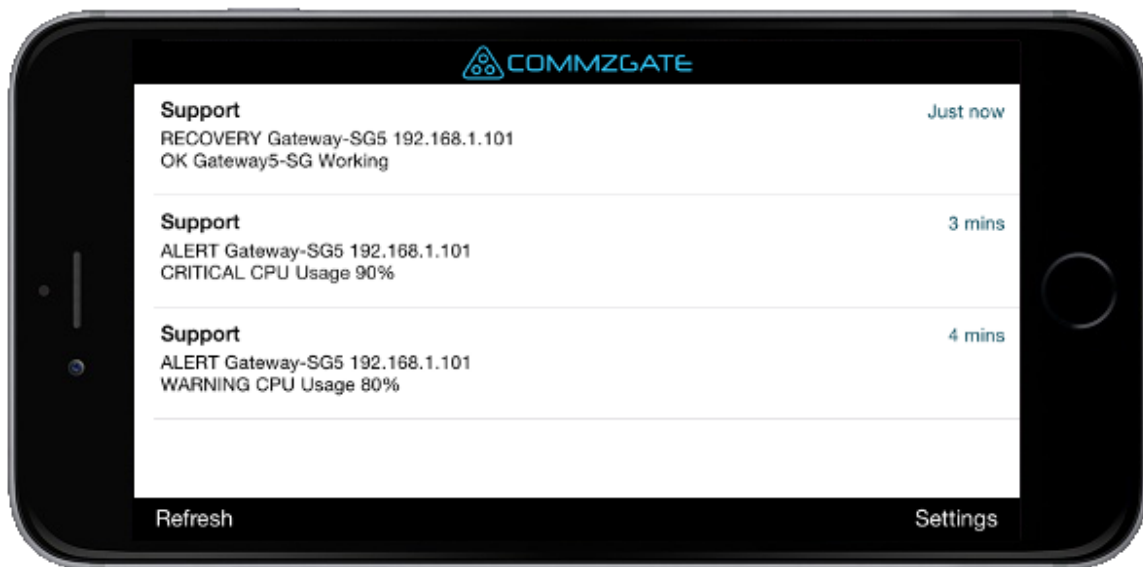 COMMZGATE
Support
Just now
RECOVERY Gateway-SG5 192.168.1.101
OK Gateway5-SG Working
Support
3 mins
ALERT Gateway-SG5 192.168.1.101
CRITICAL CPU Usage 90%
Support
4 mins
ALERT Gateway-SG5 192.168.1.101
WARNING CPU Usage 80%
Refresh
Settings